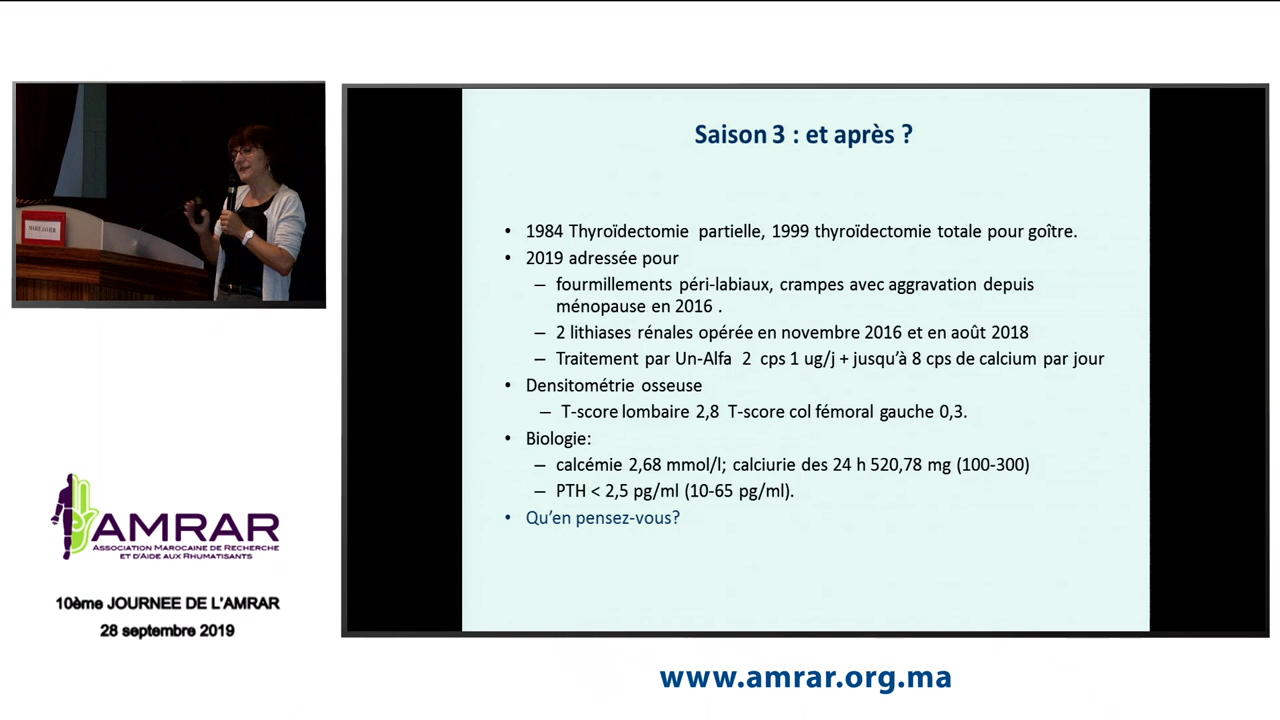 MARIE JAVIER
Saison 3 : et après ?
• 1984 Thyroïdectomie partielle, 1999 thyroïdectomie totale pour goître.
• 2019 adressée pour
– fourmillements péri-labiaux, crampes avec aggravation depuis
ménopause en 2016 .
– 2 lithiases rénales opérée en novembre 2016 et en août 2018
– Traitement par Un-Alfa 2 cps 1 ug/j + jusqu'à 8 cps de calcium par jour
• Densitométrie osseuse
– T-score lombaire 2,8 T-score col fémoral gauche 0,3.
• Biologie:
– calcémie 2,68 mmol/l; calciurie des 24 h 520,78 mg (100-300)
– PTH < 2,5 pg/ml (10-65 pg/ml).
• Qu'en pensez-vous?
AMRAR
ASSOCIATION MAROCAINE DE RECHERCHE
ET D'AIDE AUX RHUMATISANTS
10ème JOURNEE DE L'AMRAR
28 septembre 2019
www.amrar.org.ma